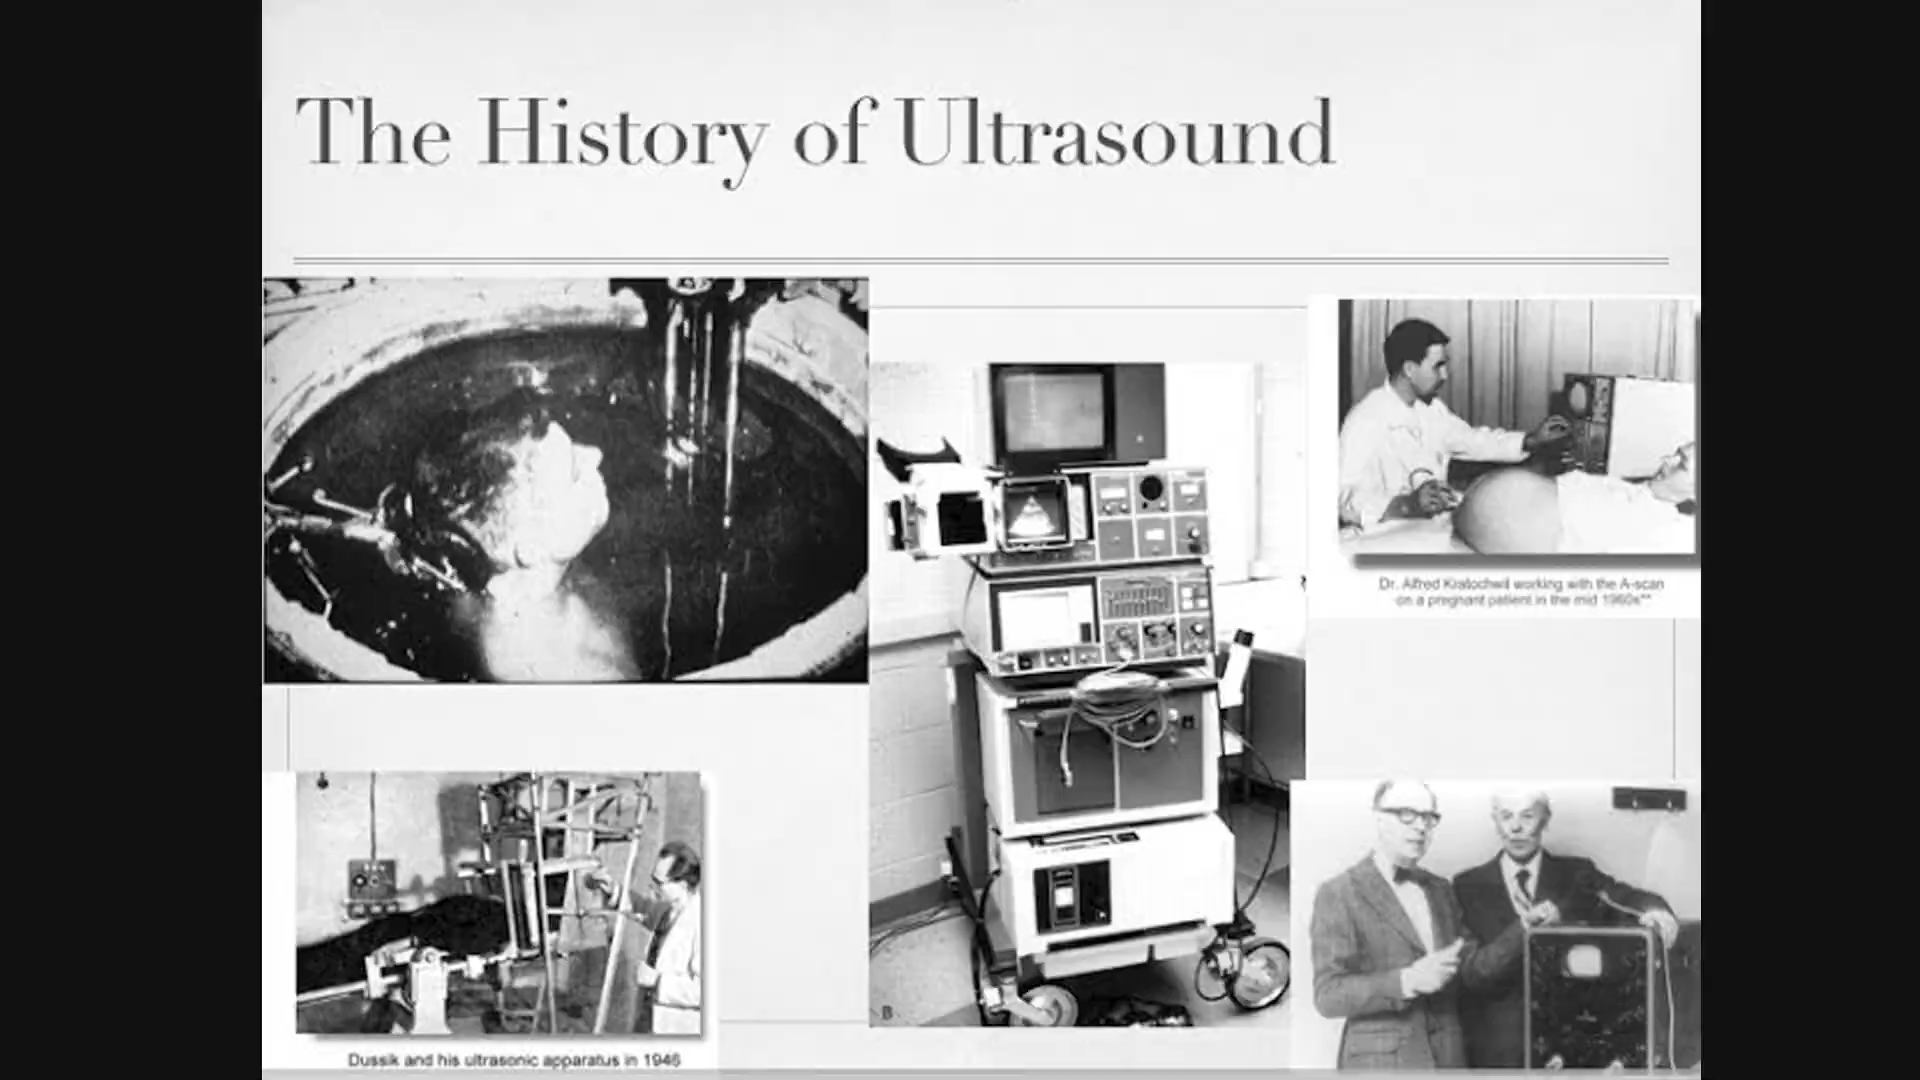 The History of Ultrasound
Dr. Alfred Kratochwil working with the A-scan
on a pregnant patient in the mid 1960s**
B
Dussik and his ultrasonic apparatus in 1946